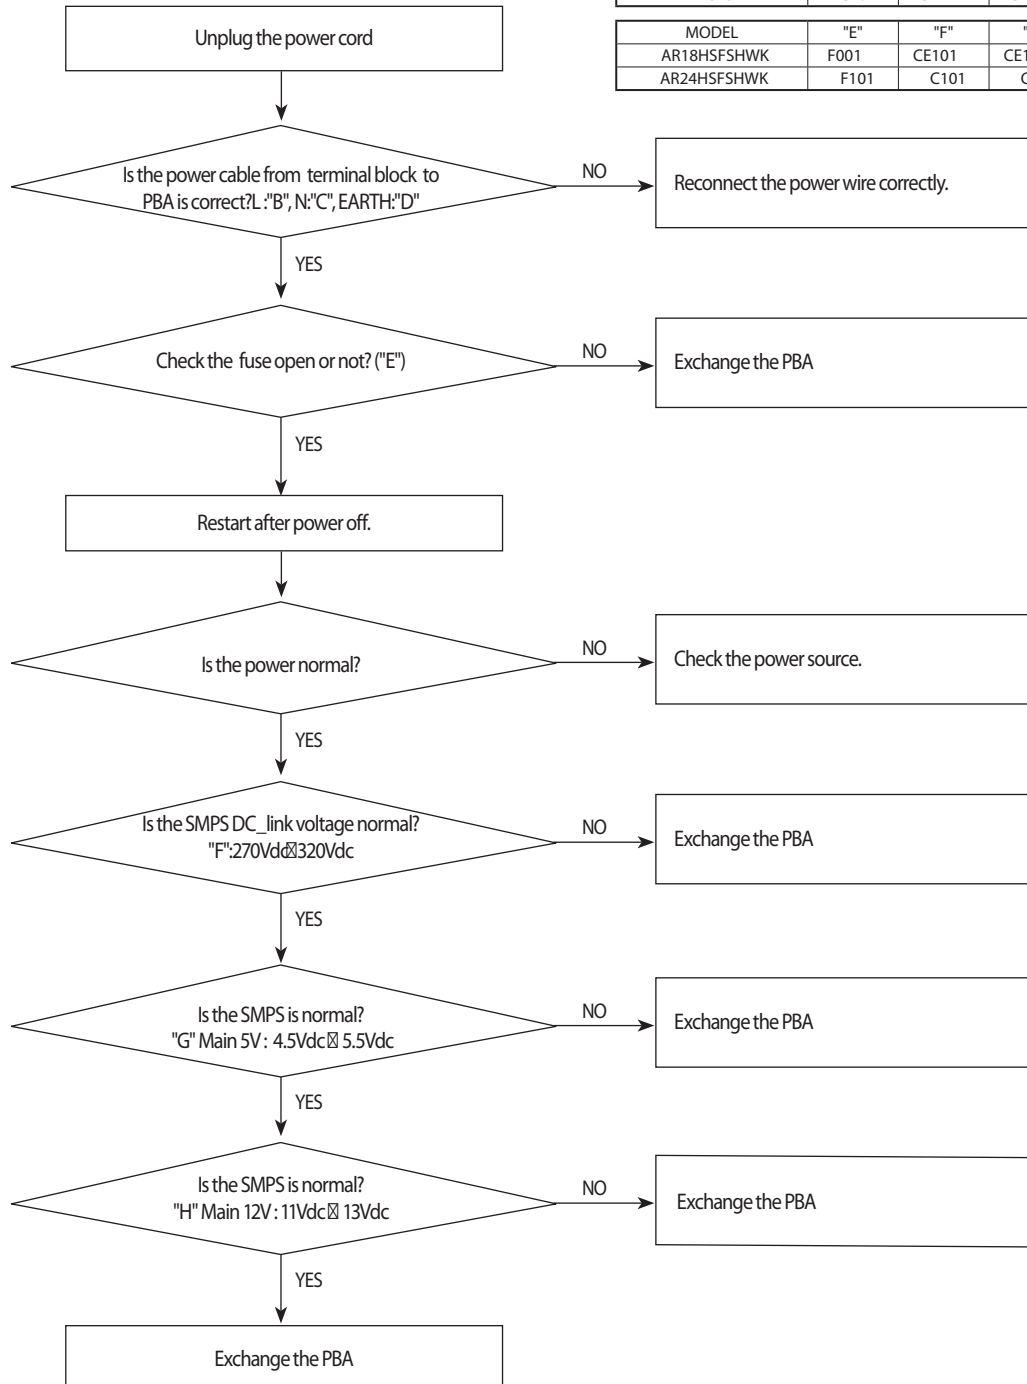 MODEL "E" "F"
AR18HSFSHWK F001 CE101
AR24HSFSHWK F101 C101
Unplug the power cord
Is the power cable from terminal block to
PBA is correct?L :"B", N:"C", EARTH:"D"
NO
Reconnect the power wire correctly.
YES
Check the fuse open or not? ("E")
NO
Exchange the PBA
YES
Restart after power off.
Is the power normal?
NO
Check the power source.
YES
Is the SMPS DC_link voltage normal?
"F":270Vdc☒320Vdc
NO
Exchange the PBA
YES
Is the SMPS is normal?
"G" Main 5V : 4.5Vdc☒ 5.5Vdc
NO
Exchange the PBA
YES
Is the SMPS is normal?
"H" Main 12V : 11Vdc☒ 13Vdc
NO
Exchange the PBA
YES
Exchange the PBA